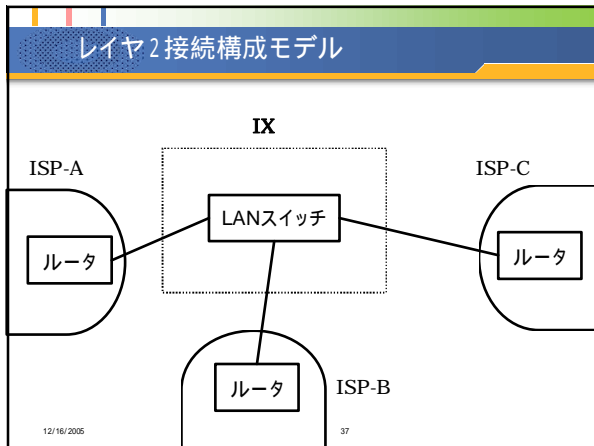 レイヤ2接続構成モデル
IX
ISP-A
ISP-C
LANスイッチ
ルータ
ルータ
ルータ
ISP-B
12/16/2005
37